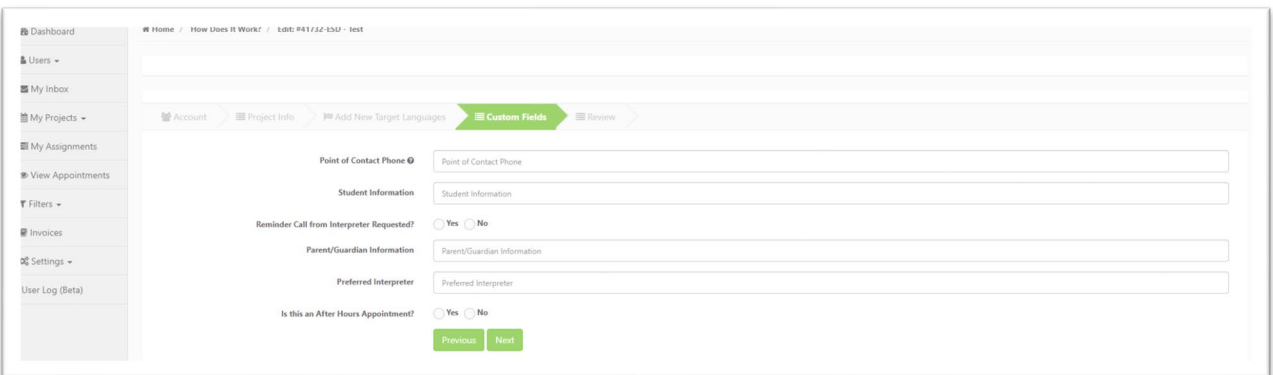 Dashboard
Users
My Inbox
My Projects
My Assignments
View Appointments
Filters
Invoices
Settings
User Log (Beta)
Home / How Does It Work? / Edit: #41732-ESD - Test
Account Project Info Add New Target Languages Custom Fields Review
Point of Contact Phone Point of Contact Phone
Student Information Student Information
Reminder Call from Interpreter Requested? Yes No
Parent/Guardian Information Parent/Guardian Information
Preferred Interpreter Preferred Interpreter
Is this an After Hours Appointment? Yes No
Previous Next